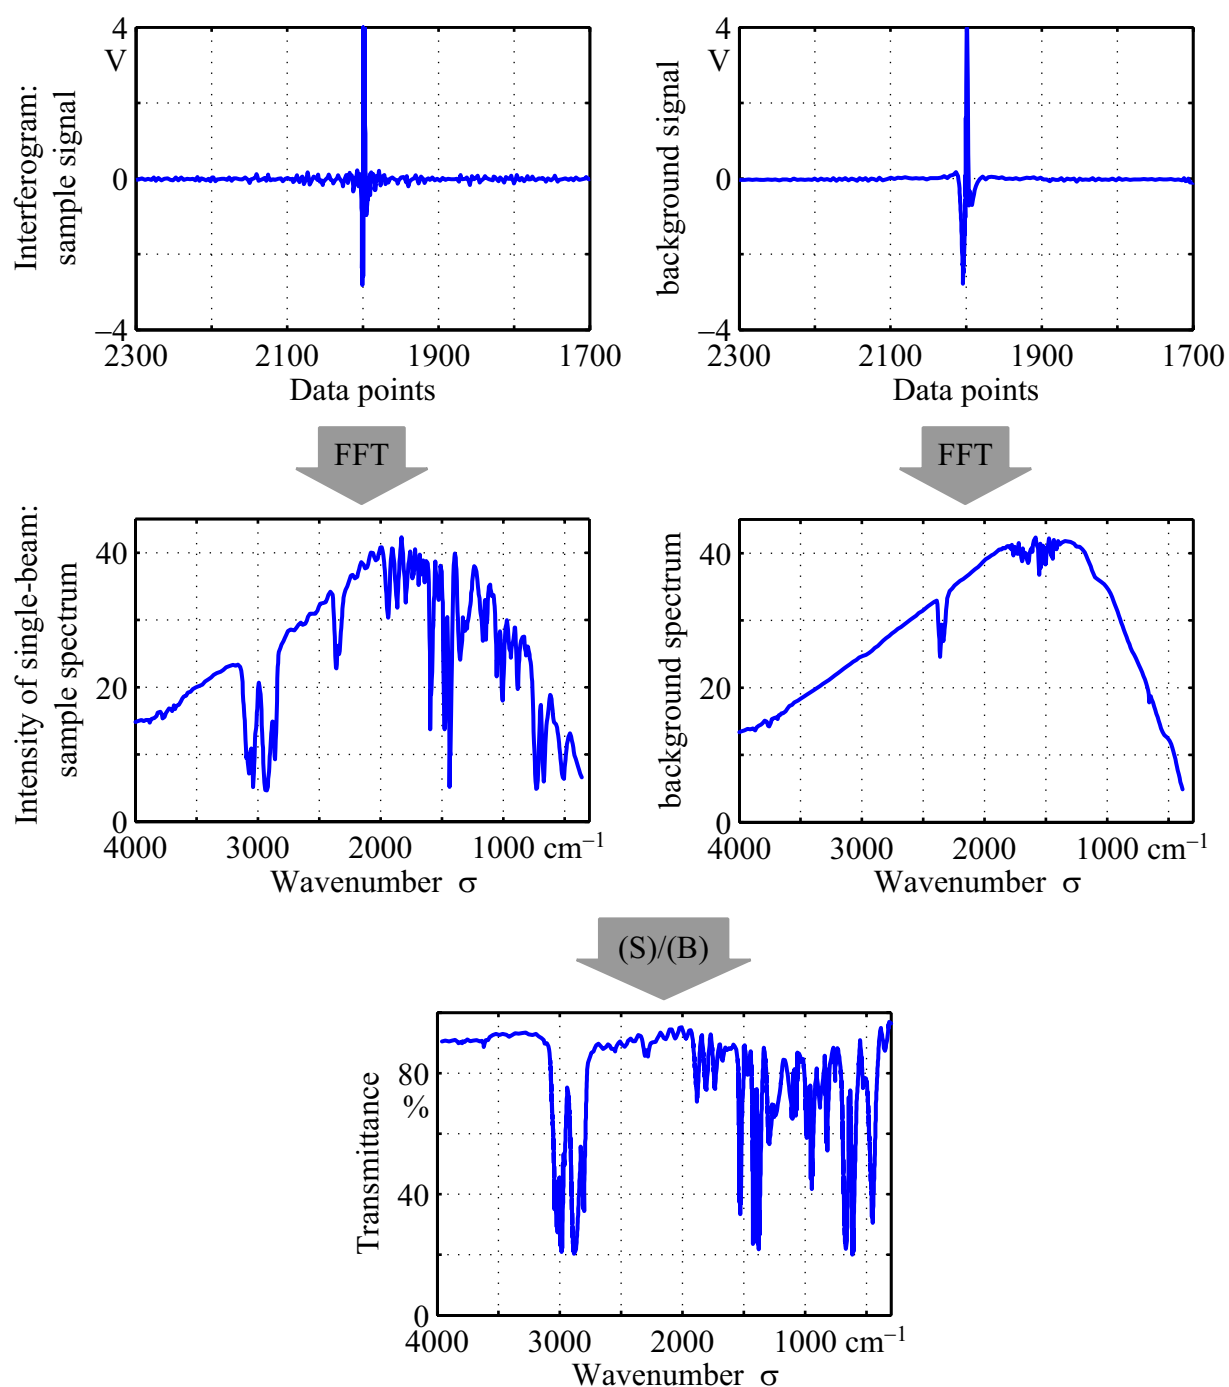 Interferogram:
sample signal
4
V
0
−4
2300 2100 1900 1700
Data points
background signal
4
V
0
−4
2300 2100 1900 1700
Data points
FFT
FFT
Intensity of single-beam:
sample spectrum
40
20
0
4000 3000 2000 1000 cm⁻¹
Wavenumber σ
background spectrum
40
20
0
4000 3000 2000 1000 cm⁻¹
Wavenumber σ
(S)/(B)
Transmittance
80
%
40
0
4000 3000 2000 1000 cm⁻¹
Wavenumber σ